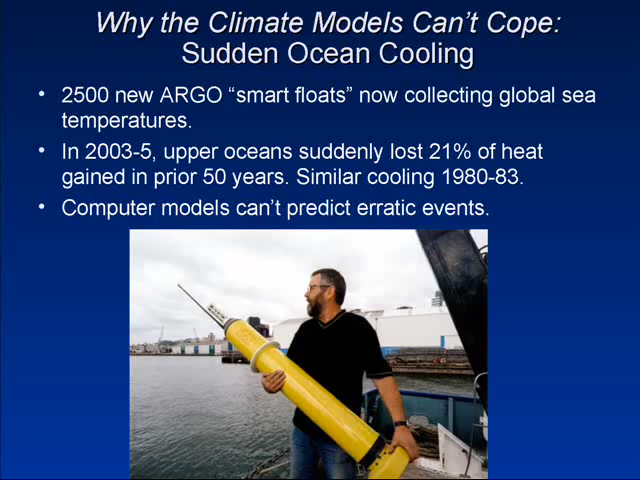 Why the Climate Models Can't Cope:
Sudden Ocean Cooling
• 2500 new ARGO “smart floats” now collecting global sea
temperatures.
• In 2003-5, upper oceans suddenly lost 21% of heat
gained in prior 50 years. Similar cooling 1980-83.
• Computer models can't predict erratic events.